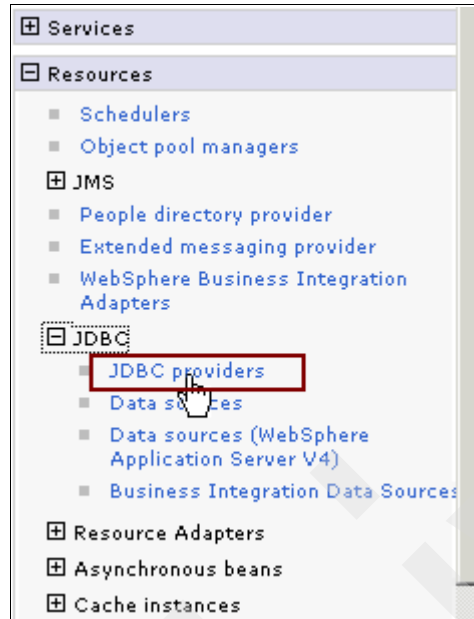 Services
Resources
Schedulers
Object pool managers
JMS
People directory provider
Extended messaging provider
WebSphere Business Integration
Adapters
JDBC
JDBC providers
Data sources
Data sources (WebSphere
Application Server V4)
Business Integration Data Sources
Resource Adapters
Asynchronous beans
Cache instances